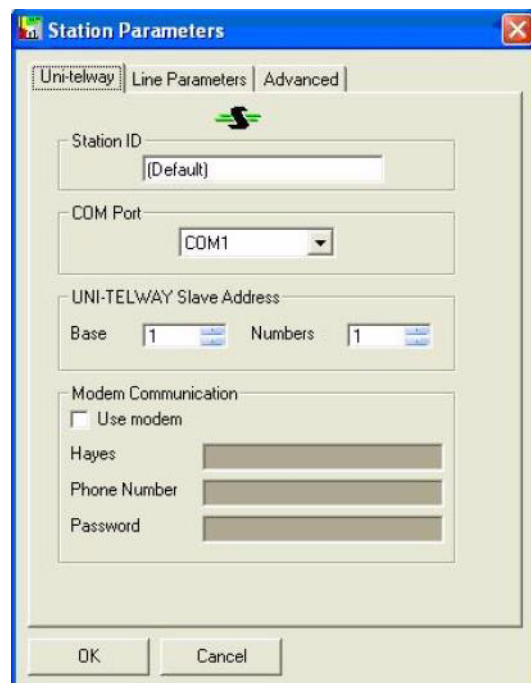 Station Parameters
Uni-telway Line Parameters Advanced
Station ID
(Default)
COM Port
COM1
UNI-TELWAY Slave Address
Base 1 Numbers 1
Modem Communication
Use modem
Hayes
Phone Number
Password
OK Cancel